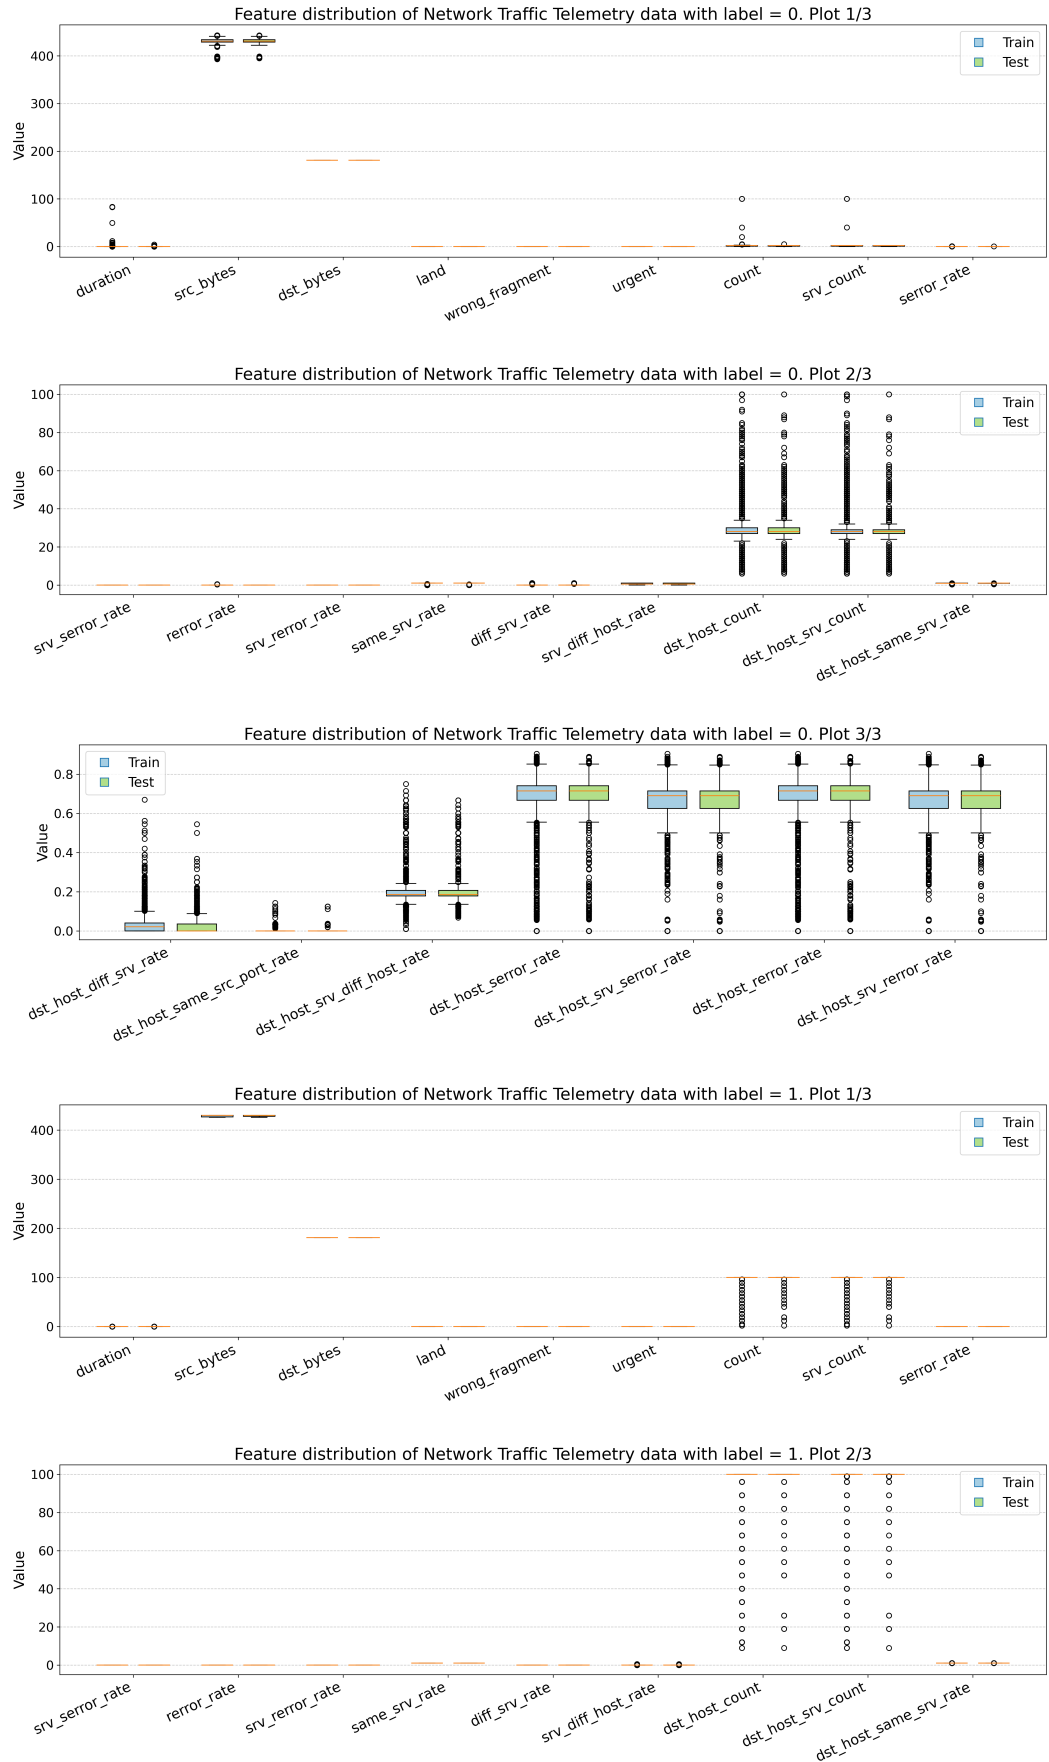 Feature distribution of Network Traffic Telemetry data with label = 0. Plot 1/3
Train
Test
Value
400
300
200
100
0
duration
src_bytes
dst_bytes
land
wrong_fragment
urgent
count
srv_count
serror_rate
Feature distribution of Network Traffic Telemetry data with label = 0. Plot 2/3
Train
Test
Value
100
80
60
40
20
0
srv_serror_rate
rerror_rate
srv_rerror_rate
same_srv_rate
diff_srv_rate
srv_diff_host_rate
dst_host_count
dst_host_srv_count
dst_host_same_srv_rate
Feature distribution of Network Traffic Telemetry data with label = 0. Plot 3/3
Train
Test
Value
0.8
0.6
0.4
0.2
0.0
dst_host_diff_srv_rate
dst_host_same_src_port_rate
dst_host_srv_diff_host_rate
dst_host_serror_rate
dst_host_srv_serror_rate
dst_host_rerror_rate
dst_host_srv_rerror_rate
Feature distribution of Network Traffic Telemetry data with label = 1. Plot 1/3
Train
Test
Value
400
300
200
100
0
duration
src_bytes
dst_bytes
land
wrong_fragment
urgent
count
srv_count
serror_rate
Feature distribution of Network Traffic Telemetry data with label = 1. Plot 2/3
Train
Test
Value
100
80
60
40
20
0
srv_serror_rate
rerror_rate
srv_rerror_rate
same_srv_rate
diff_srv_rate
srv_diff_host_rate
dst_host_count
dst_host_srv_count
dst_host_same_srv_rate